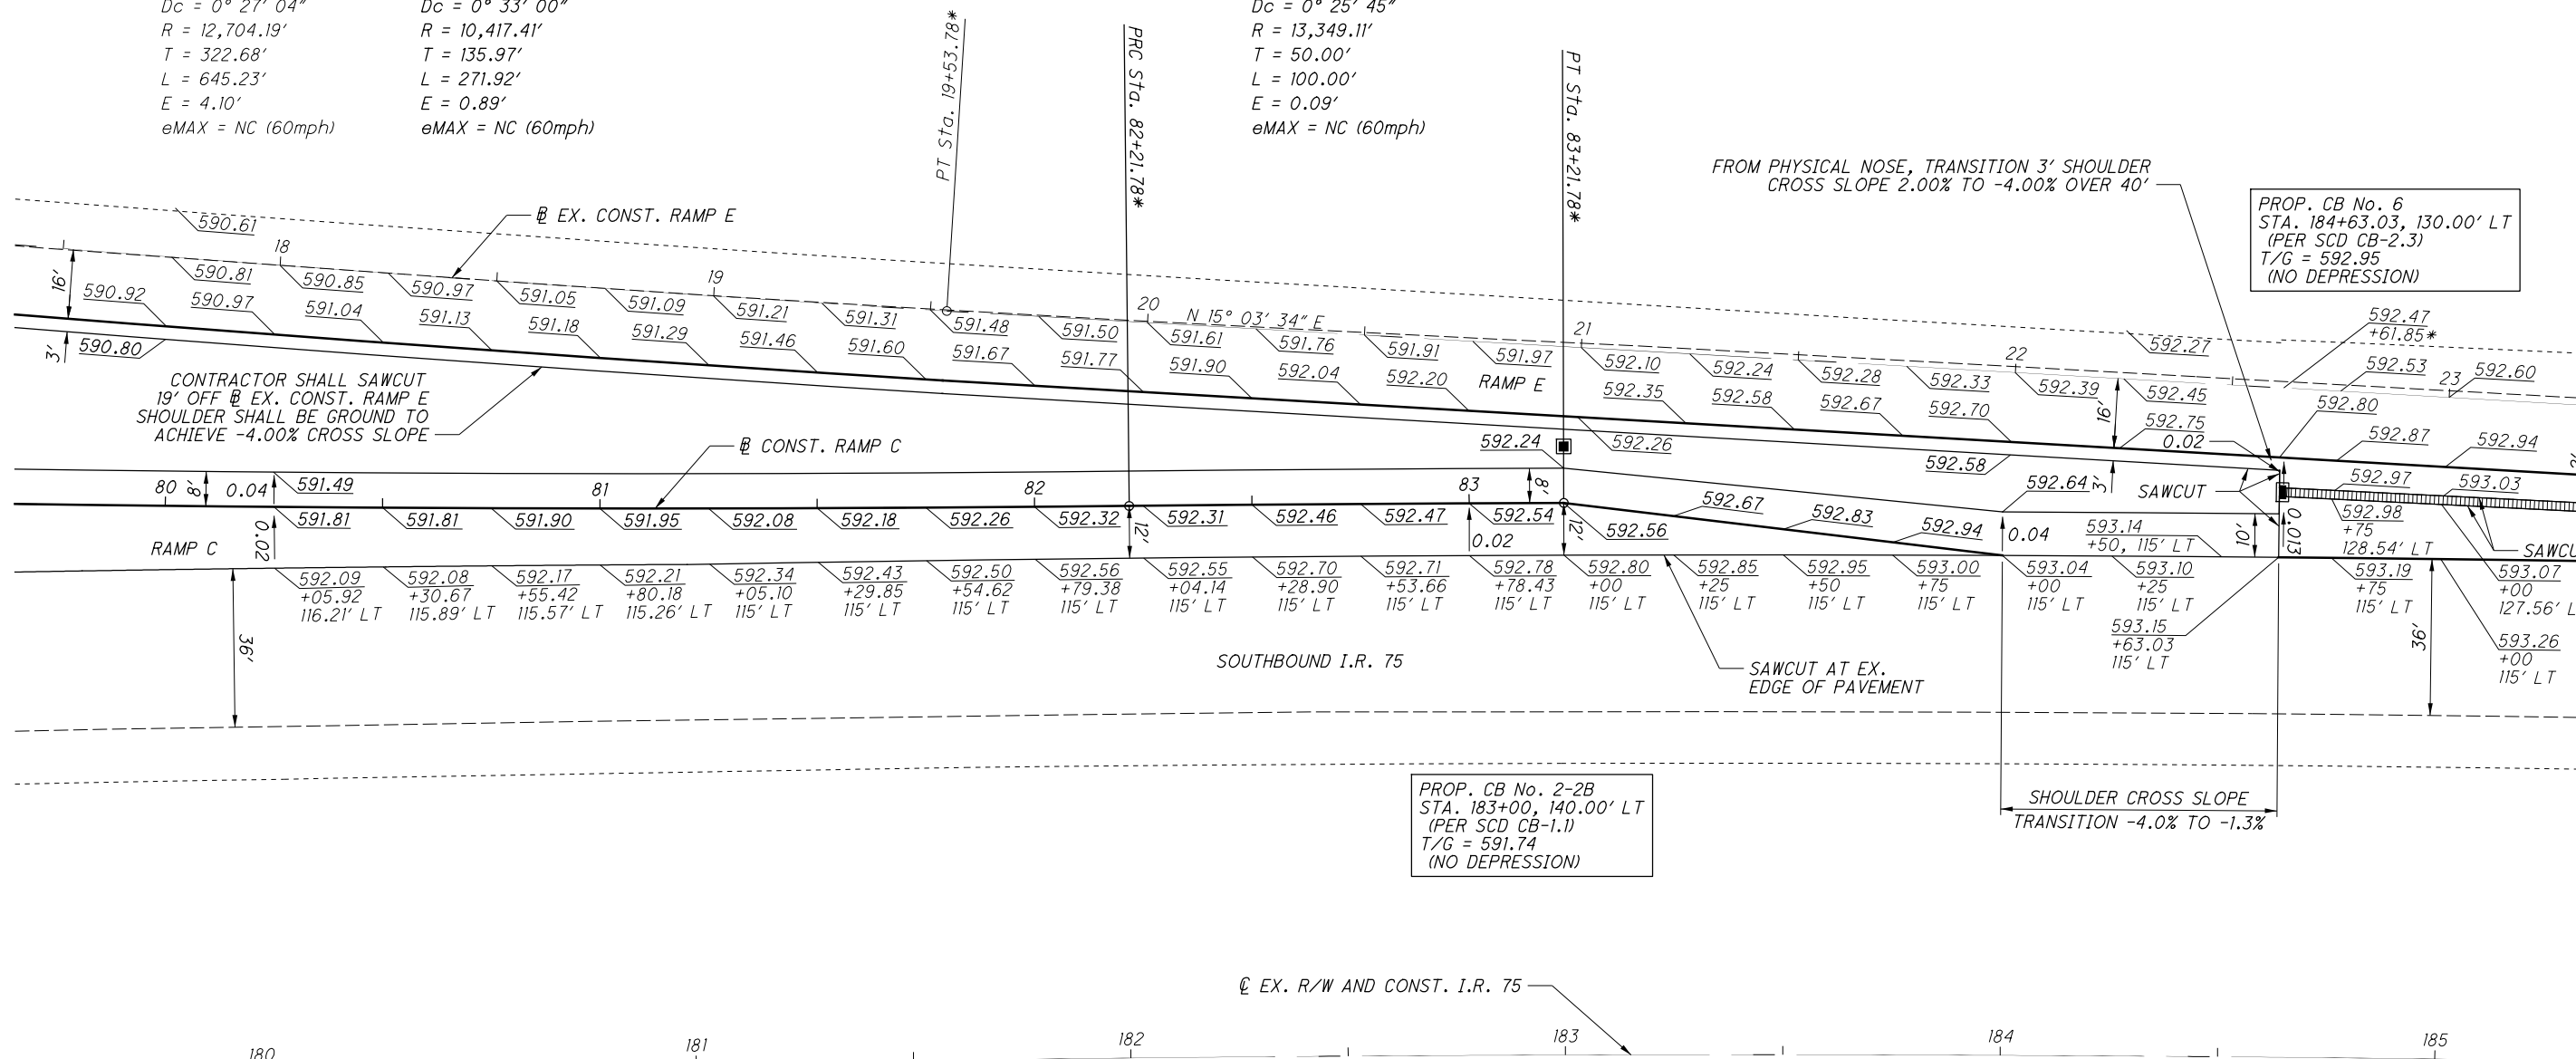 Dc = 0° 27' 04"
R = 12,704.19'
T = 322.68'
L = 645.23'
E = 4.10'
eMAX = NC (60mph)
Dc = 0° 33' 00"
R = 10,417.41'
T = 135.97'
L = 271.92'
E = 0.89'
eMAX = NC (60mph)
PT Sta. 19+53.78*
PRC Sta. 82+21.78*
Dc = 0° 25' 45"
R = 13,349.11'
T = 50.00'
L = 100.00'
E = 0.09'
eMAX = NC (60mph)
PT Sta. 83+21.78*
FROM PHYSICAL NOSE, TRANSITION 3' SHOULDER
CROSS SLOPE 2.00% TO -4.00% OVER 40'
PROP. CB No. 6
STA. 184+63.03, 130.00' LT
(PER SCD CB-2.3)
T/G = 592.95
(NO DEPRESSION)
℄ EX. CONST. RAMP E
590.61
18
19
20
N 15° 03' 34" E
21
22
23
16'
590.81
590.85
590.97
591.05
591.09
591.21
591.31
591.48
591.50
591.61
591.76
591.91
591.97
592.10
592.24
592.28
592.33
592.39
592.45
592.27
592.47
+61.85*
592.53
592.60
590.92
590.97
591.04
591.13
591.18
591.29
591.46
591.60
591.67
591.77
591.90
592.04
592.20
RAMP E
592.26
592.35
592.58
592.67
592.70
16'
592.75
592.80
592.87
592.94
3'
590.80
CONTRACTOR SHALL SAWCUT
19' OFF ℄ EX. CONST. RAMP E
SHOULDER SHALL BE GROUND TO
ACHIEVE -4.00% CROSS SLOPE
℄ CONST. RAMP C
592.24
592.58
592.64
3'
0.02
SAWCUT
592.97
593.03
80
8'
0.04
591.49
81
82
83
8'
591.81
591.81
591.90
591.95
592.08
592.18
592.26
592.32
592.31
592.46
592.47
592.54
592.56
592.67
592.83
592.94
0.02
RAMP C
12'
0.02
12'
0.04
593.14
+50, 115' LT
10'
0.013
592.98
+75
128.54' LT
SAWCU
592.09
+05.92
116.21' LT
592.08
+30.67
115.89' LT
592.17
+55.42
115.57' LT
592.21
+80.18
115.26' LT
592.34
+05.10
115' LT
592.43
+29.85
115' LT
592.50
+54.62
115' LT
592.56
+79.38
115' LT
592.55
+04.14
115' LT
592.70
+28.90
115' LT
592.71
+53.66
115' LT
592.78
+78.43
115' LT
592.80
+00
115' LT
592.85
+25
115' LT
592.95
+50
115' LT
593.00
+75
115' LT
593.04
+00
115' LT
593.10
+25
115' LT
593.15
+63.03
115' LT
593.19
+75
115' LT
593.07
+00
127.56' L
593.26
+00
115' LT
36'
36'
SOUTHBOUND I.R. 75
SAWCUT AT EX.
EDGE OF PAVEMENT
PROP. CB No. 2-2B
STA. 183+00, 140.00' LT
(PER SCD CB-1.1)
T/G = 591.74
(NO DEPRESSION)
SHOULDER CROSS SLOPE
TRANSITION -4.0% TO -1.3%
℄ EX. R/W AND CONST. I.R. 75
180
181
182
183
184
185